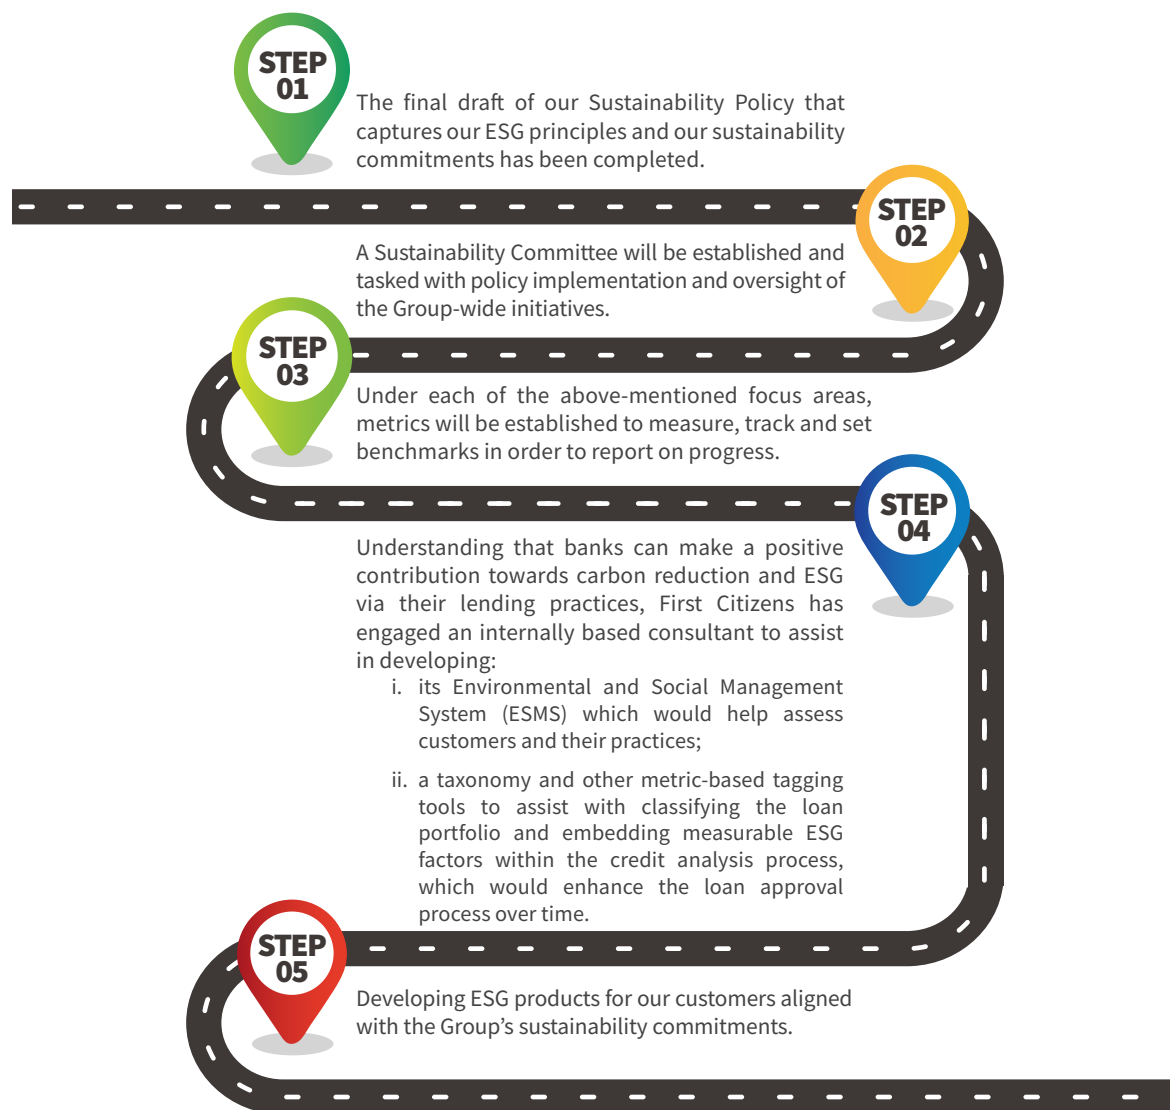 STEP
01
The final draft of our Sustainability Policy that
captures our ESG principles and our sustainability
commitments has been completed.
STEP
02
A Sustainability Committee will be established and
tasked with policy implementation and oversight of
the Group-wide initiatives.
STEP
03
Under each of the above-mentioned focus areas,
metrics will be established to measure, track and set
benchmarks in order to report on progress.
STEP
04
Understanding that banks can make a positive
contribution towards carbon reduction and ESG
via their lending practices, First Citizens has
engaged an internally based consultant to assist
in developing:
i. its Environmental and Social Management
System (ESMS) which would help assess
customers and their practices;
ii. a taxonomy and other metric-based tagging
tools to assist with classifying the loan
portfolio and embedding measurable ESG
factors within the credit analysis process,
which would enhance the loan approval
process over time.
STEP
05
Developing ESG products for our customers aligned
with the Group's sustainability commitments.